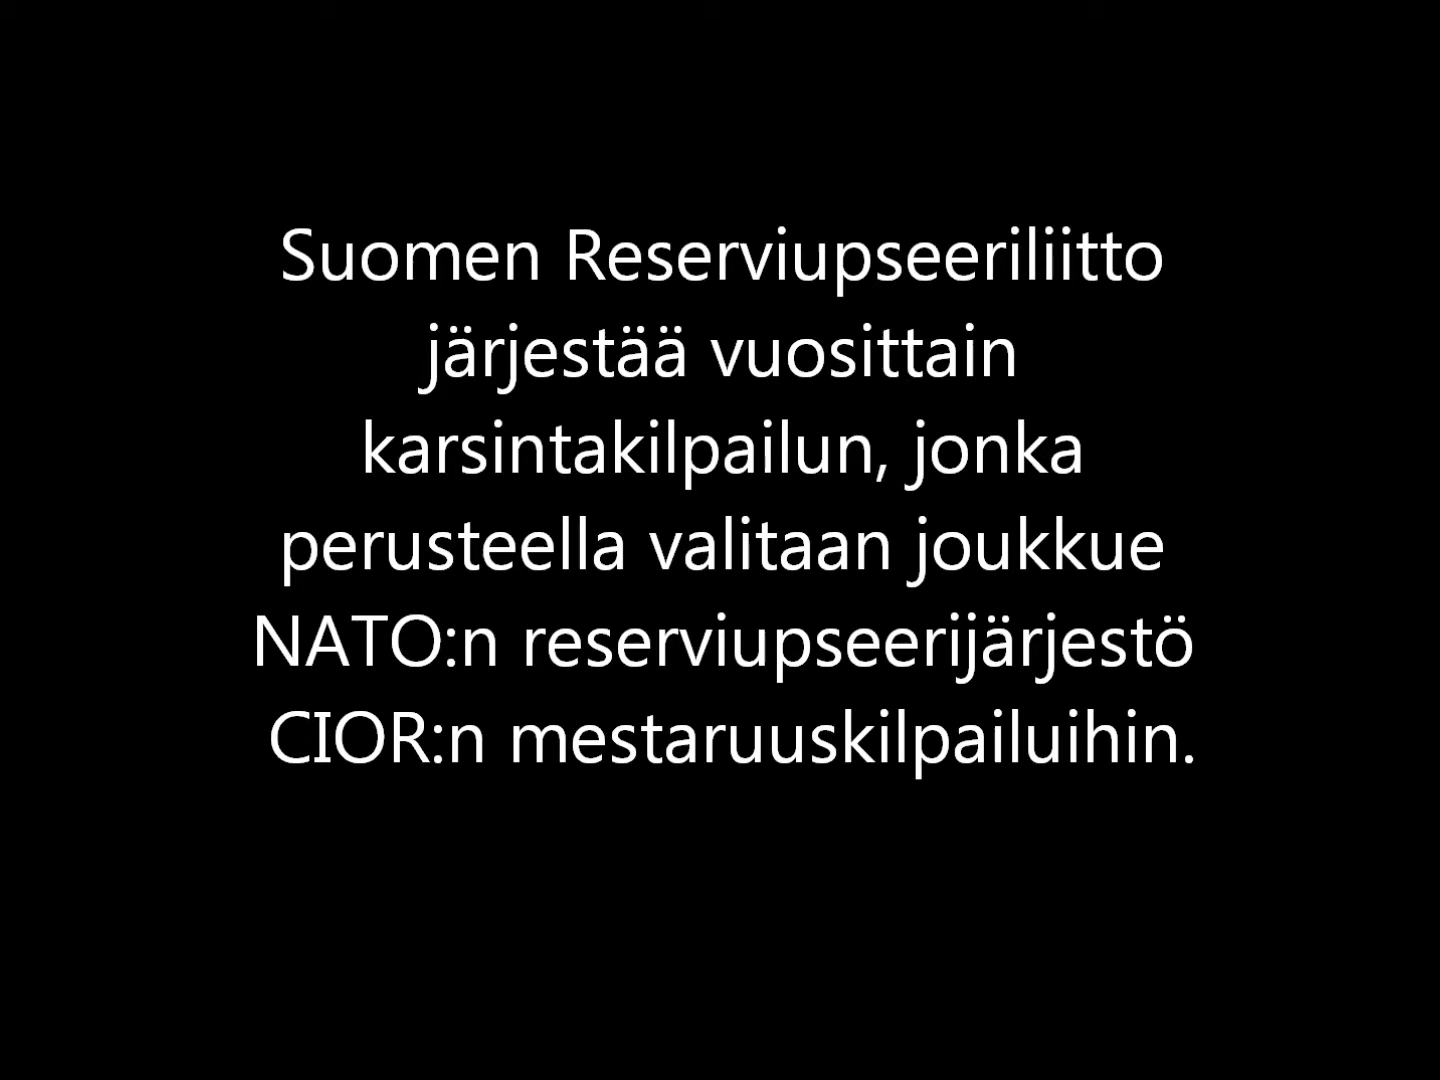 Suomen Reserviupseeriliitto
järjestää vuosittain
karsintakilpailun, jonka
perusteella valitaan joukkue
NATO:n reserviupseerijärjestö
CIOR:n mestaruuskilpailuihin.